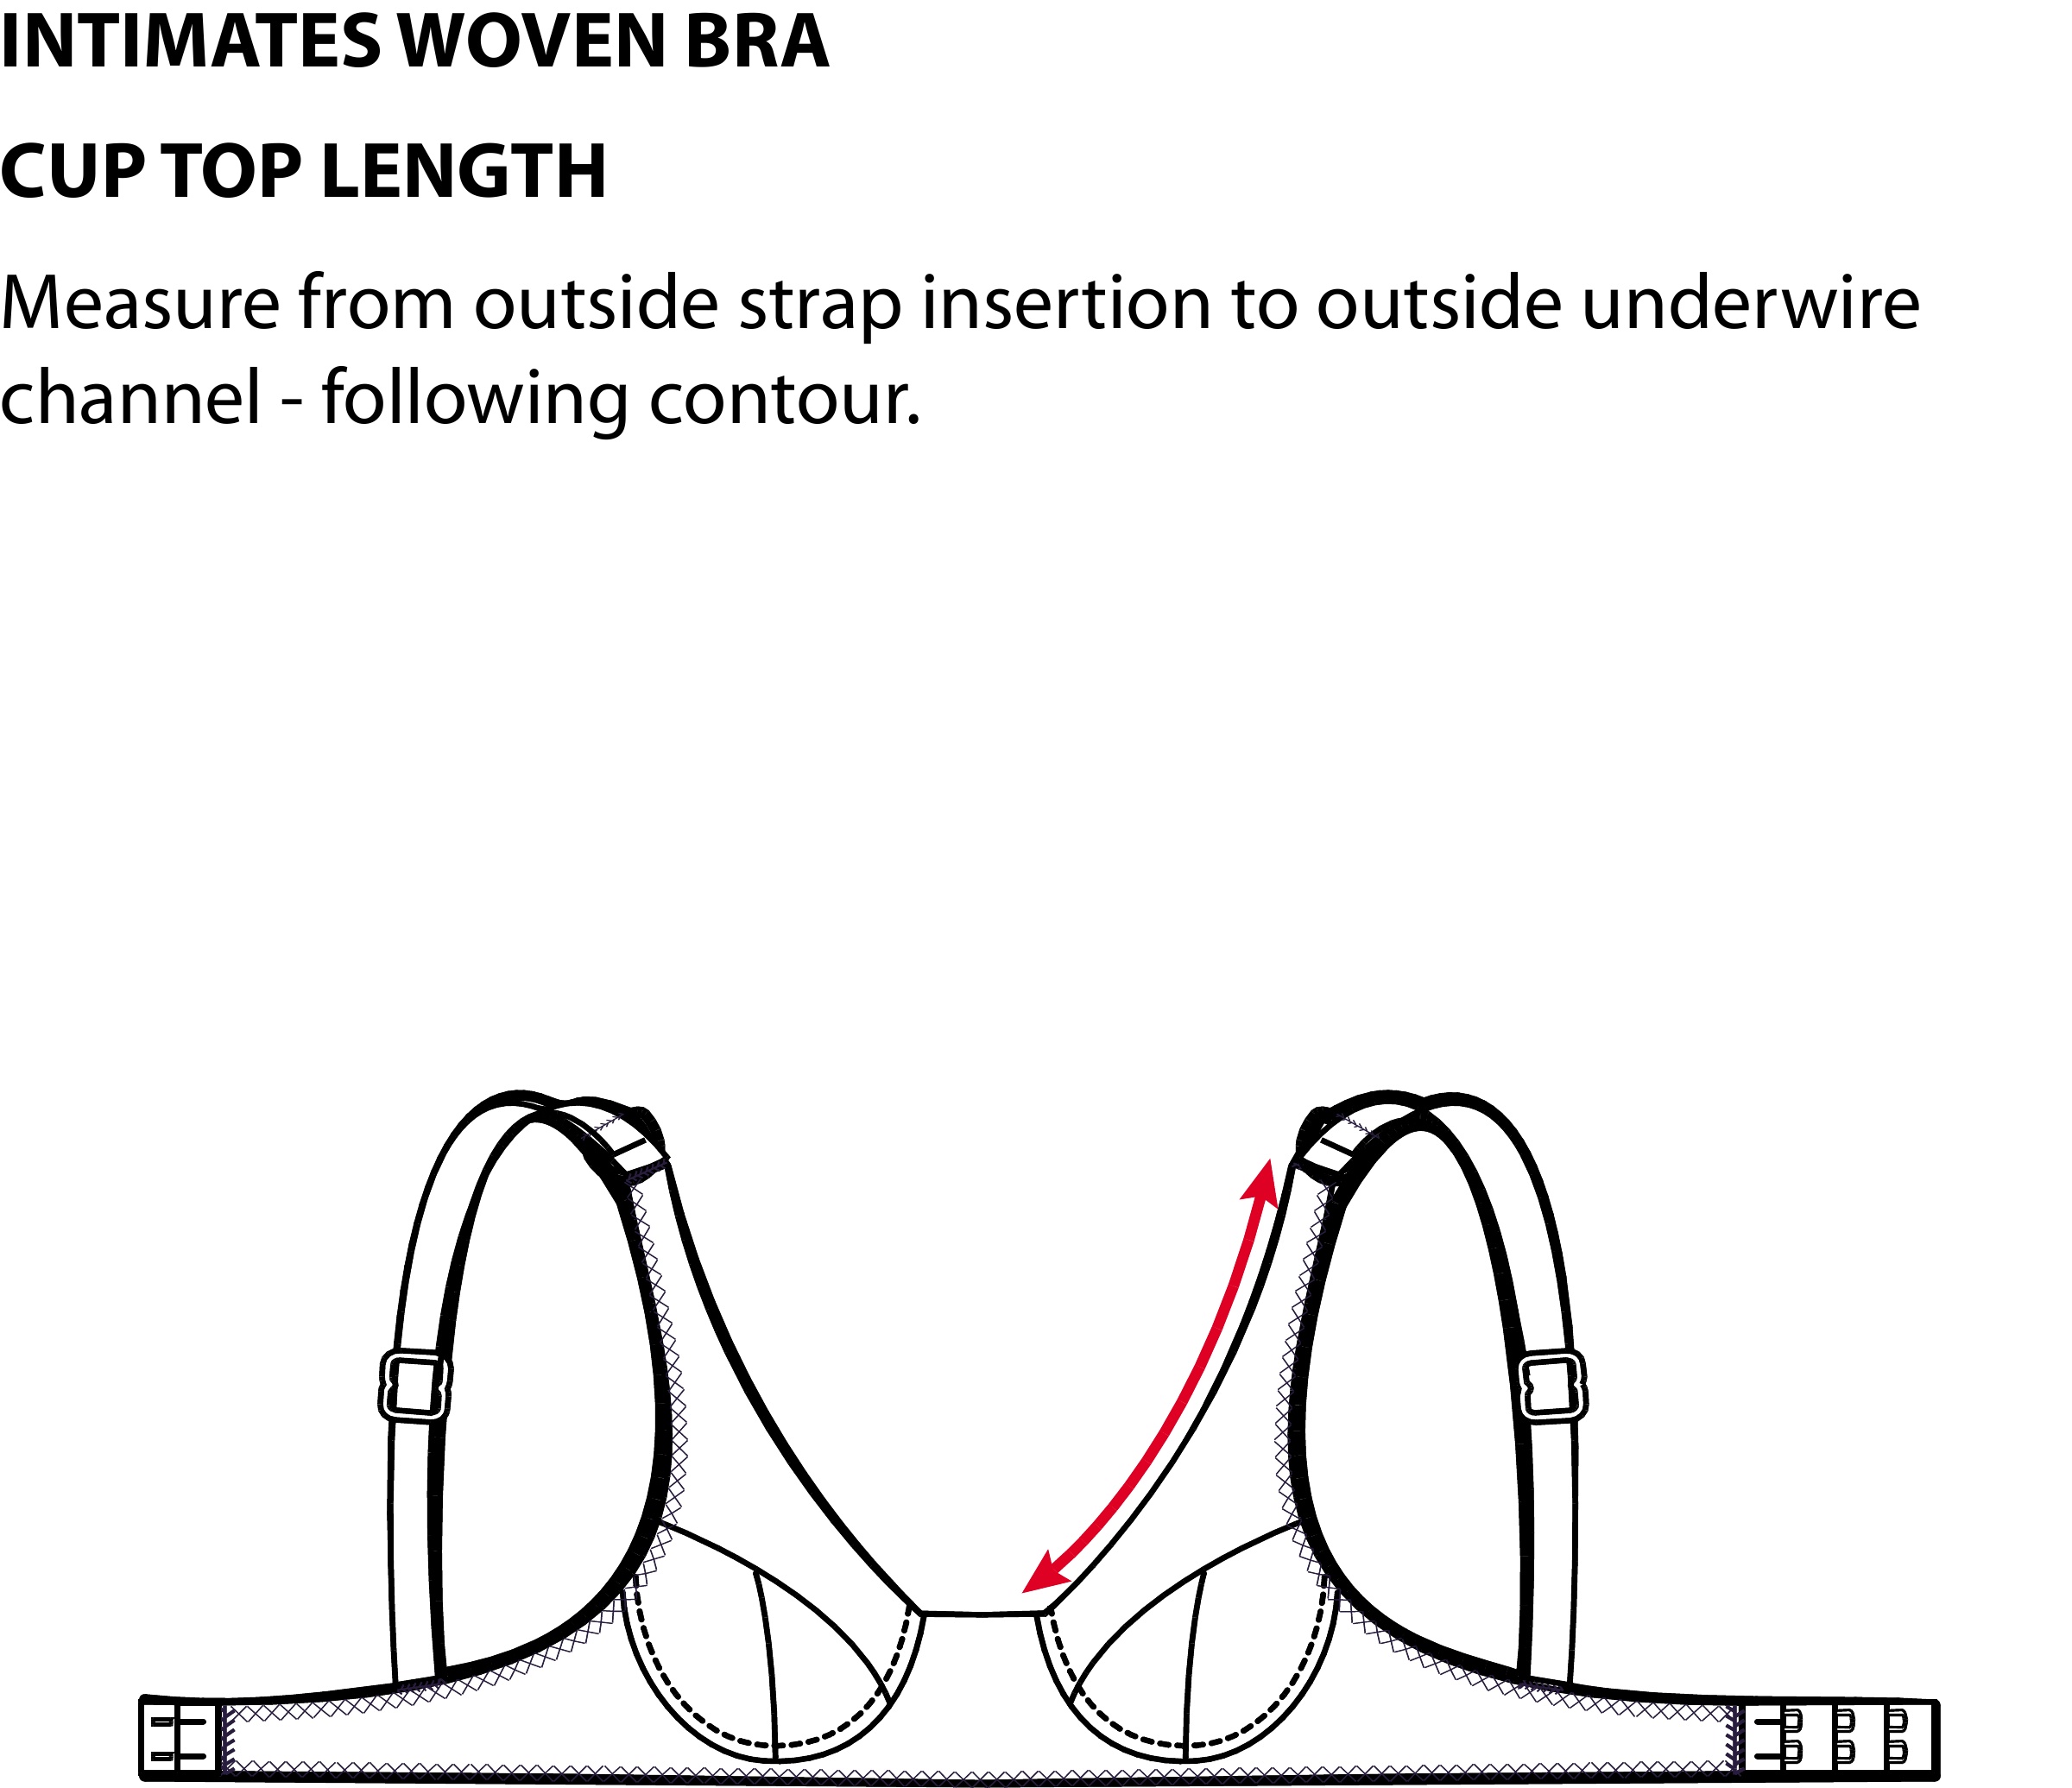 INTIMATES WOVEN BRA
CUP TOP LENGTH
Measure from outside strap insertion to outside underwire
channel - following contour.